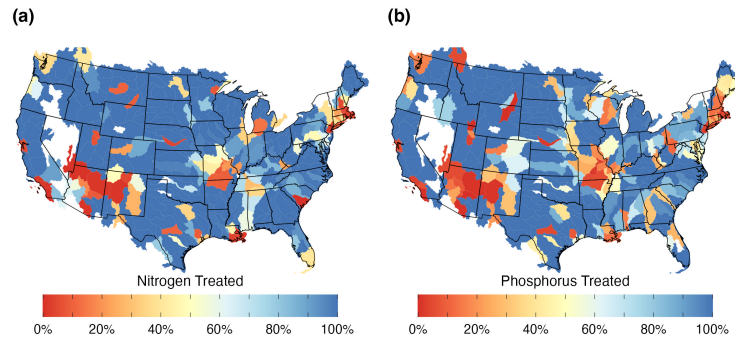 (a)
(b)
Nitrogen Treated
Phosphorus Treated
0% 20% 40% 60% 80% 100%
0% 20% 40% 60% 80% 100%